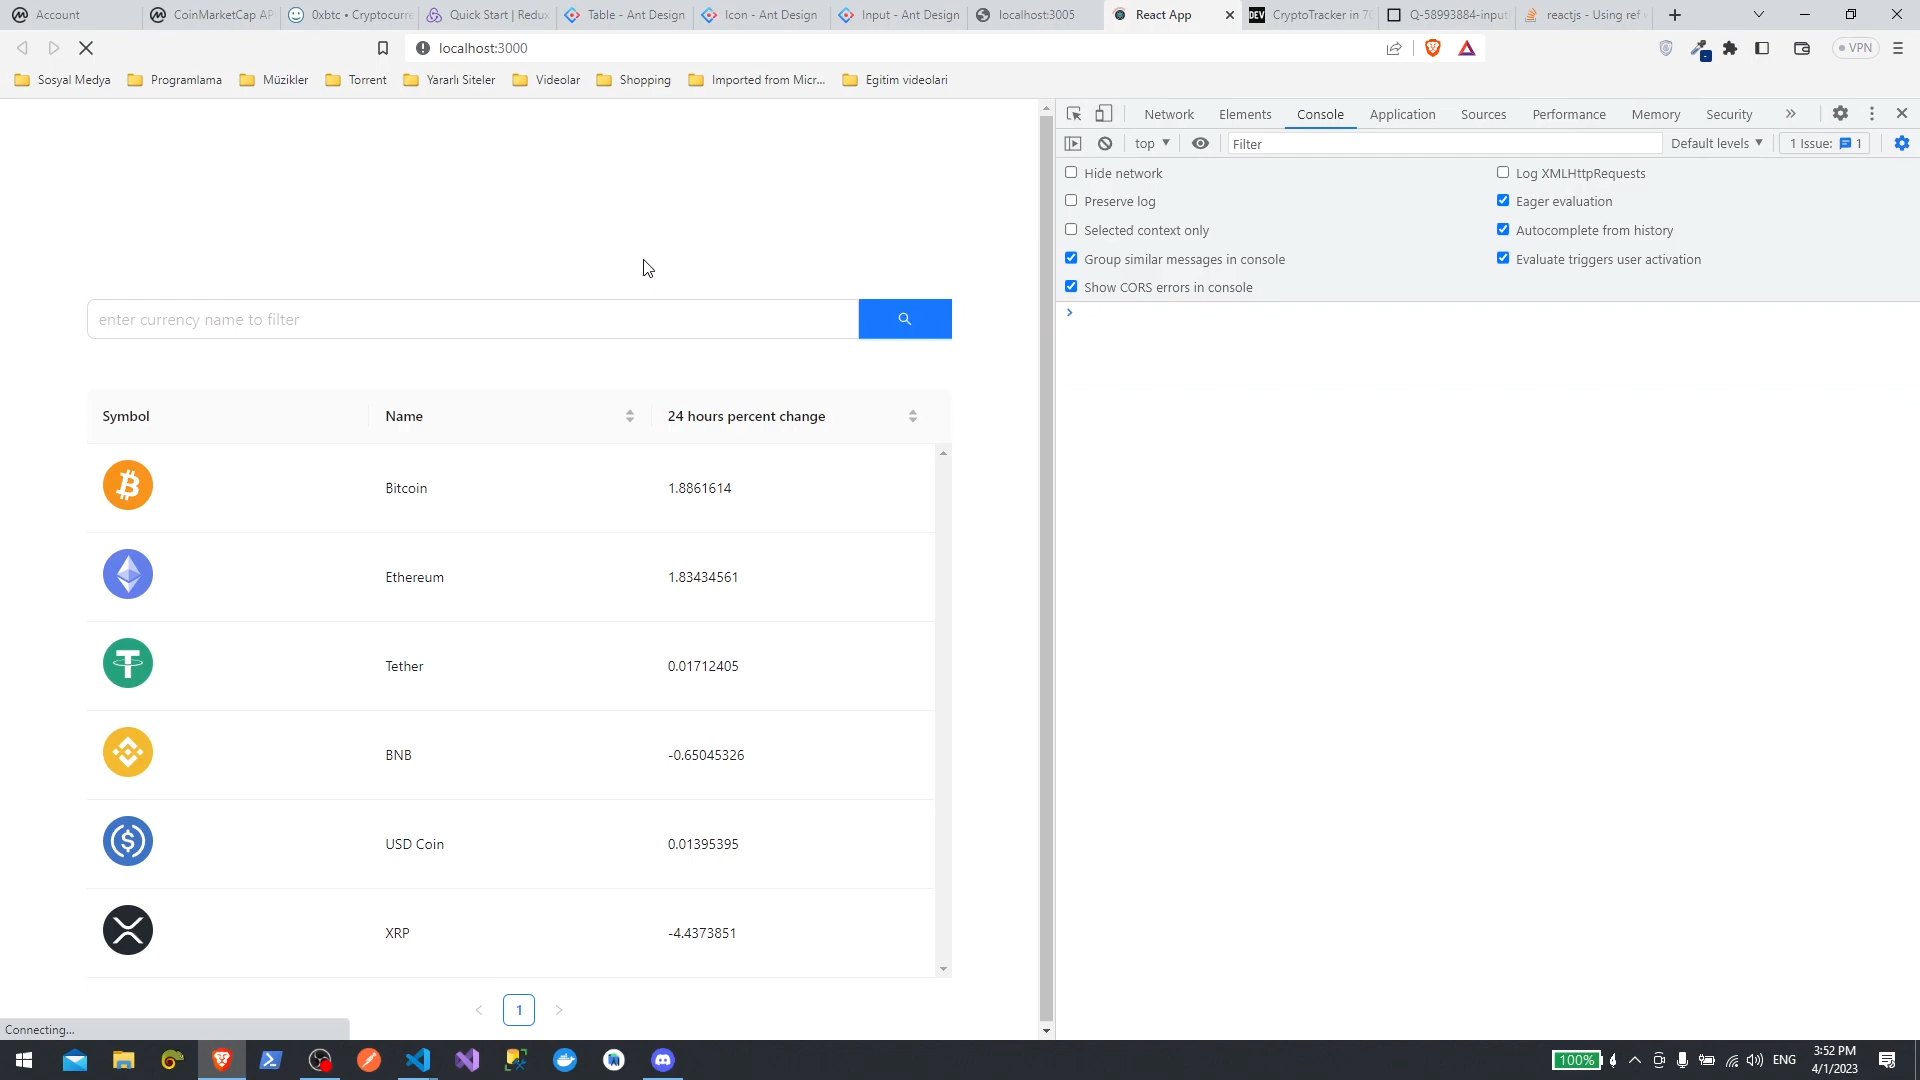 Account
CoinMarketCap AP
0xbtc • Cryptocurre
Quick Start | Redux
Table - Ant Design
Icon - Ant Design
Input - Ant Design
localhost:3005
React App
DEV
CryptoTracker in 70
Q-58993884-input
reactjs - Using ref
localhost:3000
VPN
Sosyal Medya
Programlama
Müzikler
Torrent
Yararlı Siteler
Videolar
Shopping
Imported from Micr...
Egitim videolari
Network
Elements
Console
Application
Sources
Performance
Memory
Security
top
Filter
Default levels
1 Issue: 1
Hide network
Log XMLHttpRequests
Preserve log
Eager evaluation
Selected context only
Autocomplete from history
Group similar messages in console
Evaluate triggers user activation
Show CORS errors in console
enter currency name to filter
Symbol
Name
24 hours percent change
Bitcoin
1.8861614
Ethereum
1.83434561
Tether
0.01712405
BNB
-0.65045326
USD Coin
0.01395395
XRP
-4.4373851
1
Connecting...
100%
ENG
3:52 PM
4/1/2023